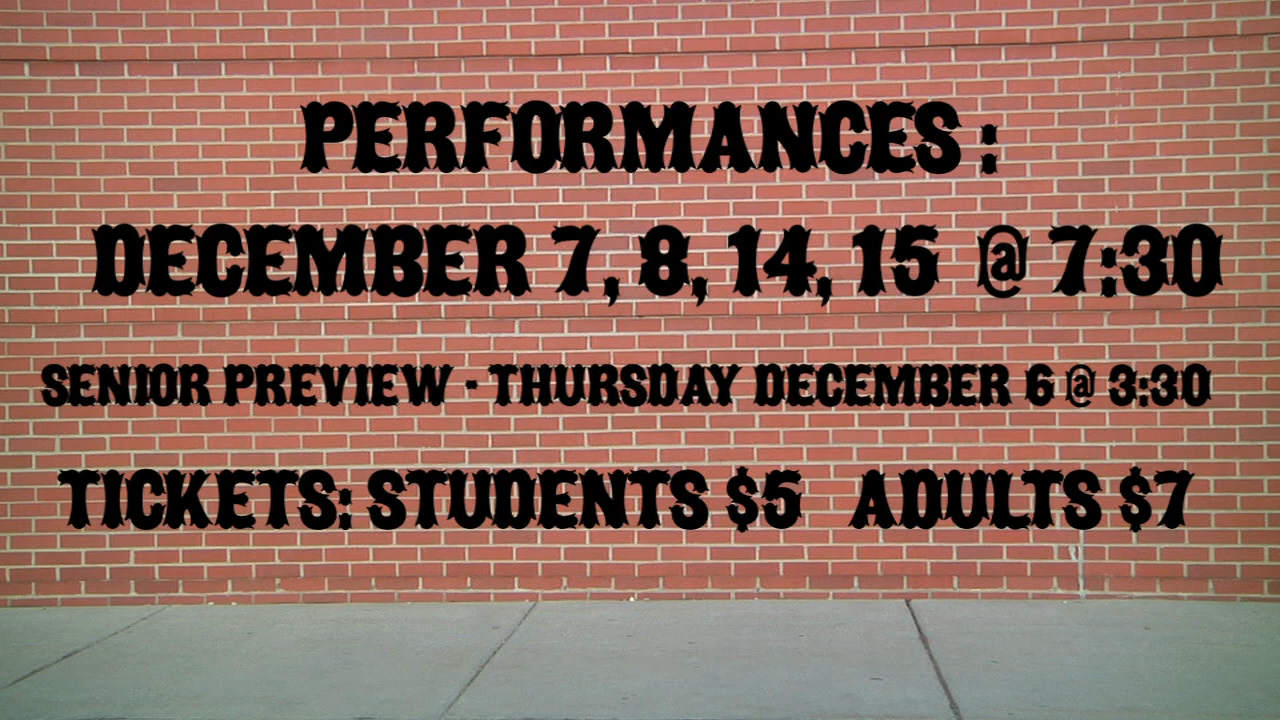 PERFORMANCES:
DECEMBER 7, 8, 14, 15 @ 7:30
SENIOR PREVIEW - THURSDAY DECEMBER 6 @ 3:30
TICKETS: STUDENTS $5 ADULTS $7